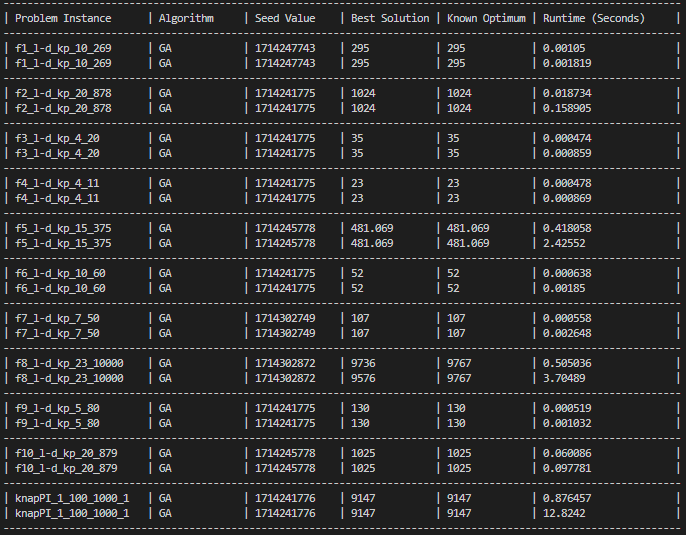 | Problem Instance | Algorithm | Seed Value | Best Solution | Known Optimum | Runtime (Seconds) |
| f1_l-d_kp_10_269 | GA | 1714247743 | 295 | 295 | 0.00105 |
| f1_l-d_kp_10_269 | GA | 1714247743 | 295 | 295 | 0.001819 |
| f2_l-d_kp_20_878 | GA | 1714241775 | 1024 | 1024 | 0.018734 |
| f2_l-d_kp_20_878 | GA | 1714241775 | 1024 | 1024 | 0.158905 |
| f3_l-d_kp_4_20 | GA | 1714241775 | 35 | 35 | 0.000474 |
| f3_l-d_kp_4_20 | GA | 1714241775 | 35 | 35 | 0.000859 |
| f4_l-d_kp_4_11 | GA | 1714241775 | 23 | 23 | 0.000478 |
| f4_l-d_kp_4_11 | GA | 1714241775 | 23 | 23 | 0.000869 |
| f5_l-d_kp_15_375 | GA | 1714245778 | 481.069 | 481.069 | 0.418058 |
| f5_l-d_kp_15_375 | GA | 1714245778 | 481.069 | 481.069 | 2.42552 |
| f6_l-d_kp_10_60 | GA | 1714241775 | 52 | 52 | 0.000638 |
| f6_l-d_kp_10_60 | GA | 1714241775 | 52 | 52 | 0.00185 |
| f7_l-d_kp_7_50 | GA | 1714302749 | 107 | 107 | 0.000558 |
| f7_l-d_kp_7_50 | GA | 1714302749 | 107 | 107 | 0.002648 |
| f8_l-d_kp_23_10000 | GA | 1714302872 | 9736 | 9767 | 0.505036 |
| f8_l-d_kp_23_10000 | GA | 1714302872 | 9576 | 9767 | 3.70489 |
| f9_l-d_kp_5_80 | GA | 1714241775 | 130 | 130 | 0.000519 |
| f9_l-d_kp_5_80 | GA | 1714241775 | 130 | 130 | 0.001032 |
| f10_l-d_kp_20_879 | GA | 1714245778 | 1025 | 1025 | 0.060086 |
| f10_l-d_kp_20_879 | GA | 1714245778 | 1025 | 1025 | 0.097781 |
| knapPI_1_100_1000_1 | GA | 1714241776 | 9147 | 9147 | 0.876457 |
| knapPI_1_100_1000_1 | GA | 1714241776 | 9147 | 9147 | 12.8242 |